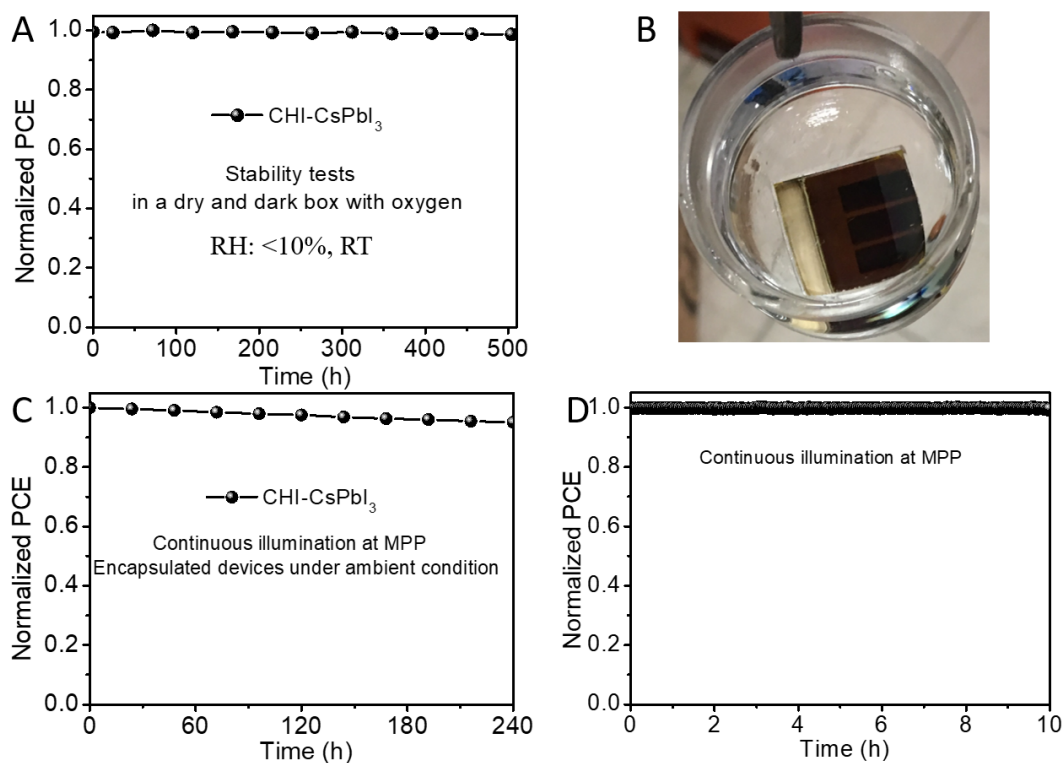 A
Normalized PCE
1.0
0.8
0.6
0.4
0.2
0.0
CHI-CsPbI₃
Stability tests
in a dry and dark box with oxygen
RH: <10%, RT
0 100 200 300 400 500
Time (h)
B
C
Normalized PCE
1.0
0.8
0.6
0.4
0.2
0.0
CHI-CsPbI₃
Continuous illumination at MPP
Encapsulated devices under ambient condition
0 60 120 180 240
Time (h)
D
Normalized PCE
1.0
0.8
0.6
0.4
0.2
0.0
Continuous illumination at MPP
0 2 4 6 8 10
Time (h)